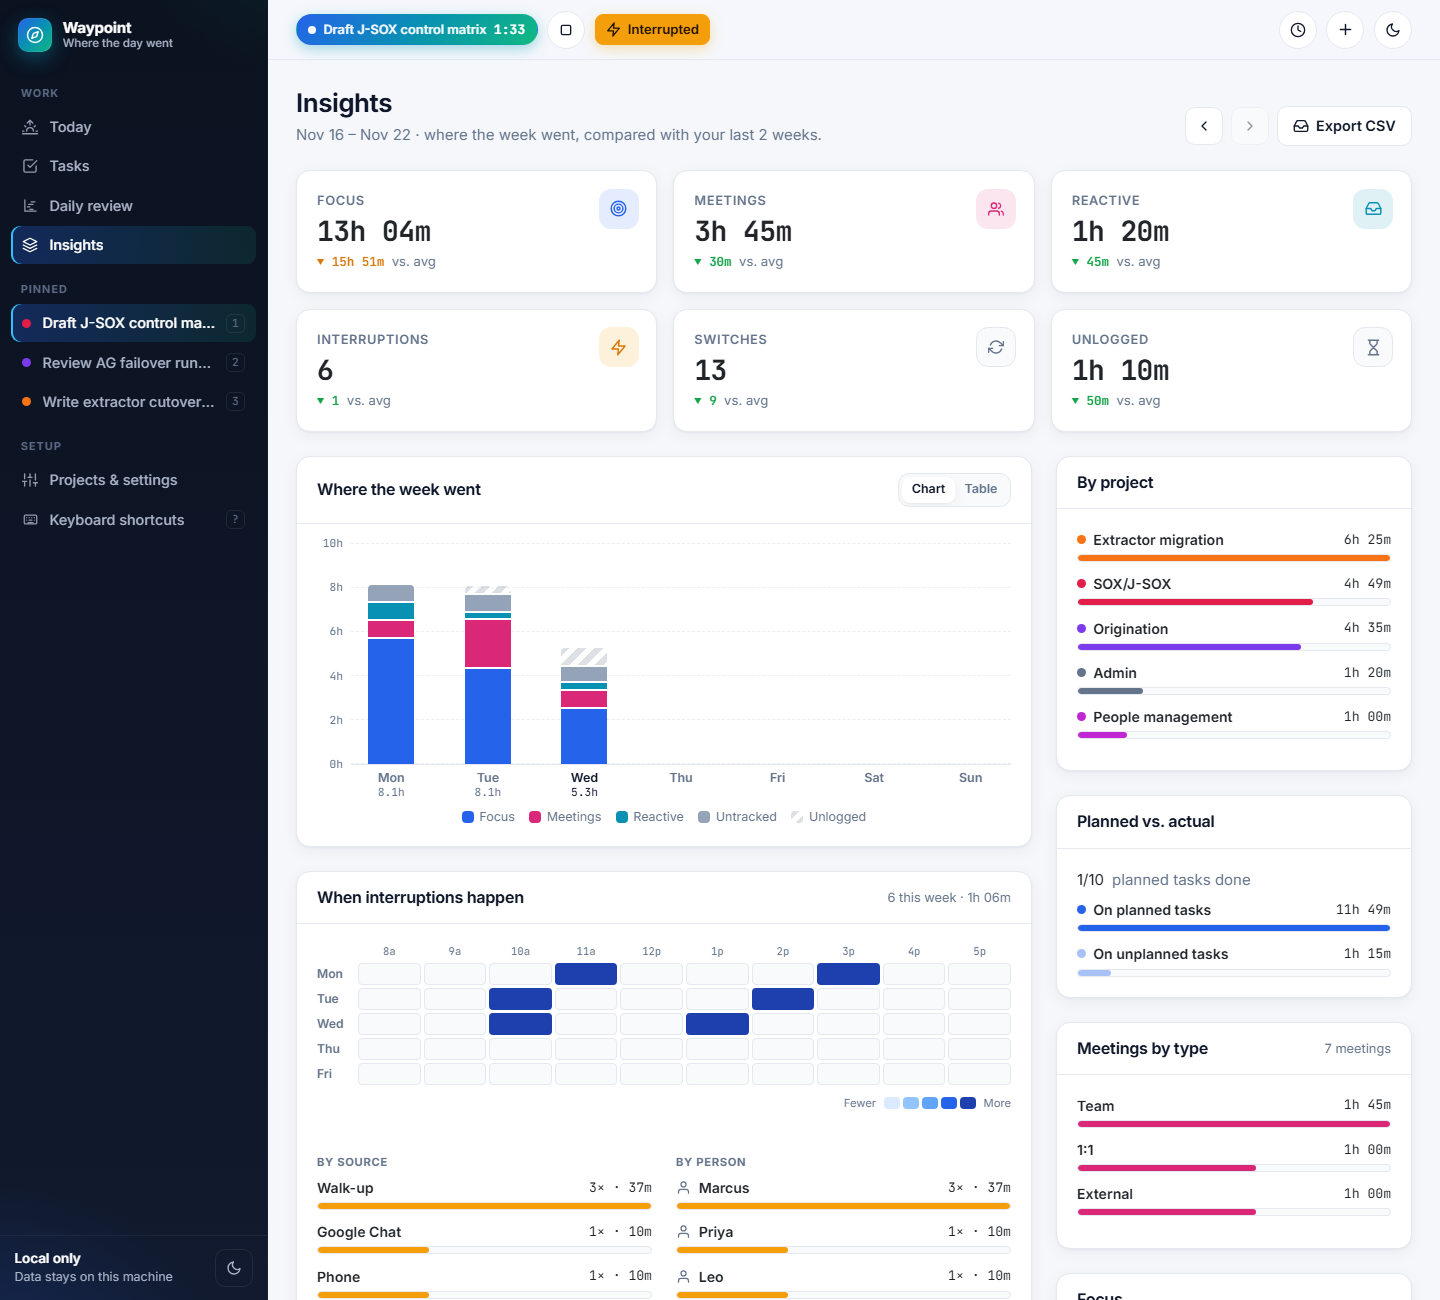 Waypoint
Where the day went
WORK
Today
Tasks
Daily review
Insights
PINNED
Draft J-SOX control ma... 1
Review AG failover run... 2
Write extractor cutover... 3
SETUP
Projects & settings
Keyboard shortcuts ?
Local only
Data stays on this machine
Draft J-SOX control matrix 1:33
Interrupted
Insights
Nov 16 – Nov 22 · where the week went, compared with your last 2 weeks.
Export CSV
FOCUS
13h 04m
▼ 15h 51m vs. avg
MEETINGS
3h 45m
▼ 30m vs. avg
REACTIVE
1h 20m
▼ 45m vs. avg
INTERRUPTIONS
6
▼ 1 vs. avg
SWITCHES
13
▼ 9 vs. avg
UNLOGGED
1h 10m
▼ 50m vs. avg
Where the week went
Chart Table
10h
8h
6h
4h
2h
0h
Mon Tue Wed Thu Fri Sat Sun
8.1h 8.1h 5.3h
Focus Meetings Reactive Untracked Unlogged
When interruptions happen
6 this week · 1h 06m
8a 9a 10a 11a 12p 1p 2p 3p 4p 5p
Mon
Tue
Wed
Thu
Fri
Fewer More
BY SOURCE
Walk-up 3× · 37m
Google Chat 1× · 10m
Phone 1× · 10m
BY PERSON
Marcus 3× · 37m
Priya 1× · 10m
Leo 1× · 10m
By project
Extractor migration 6h 25m
SOX/J-SOX 4h 49m
Origination 4h 35m
Admin 1h 20m
People management 1h 00m
Planned vs. actual
1/10 planned tasks done
On planned tasks 11h 49m
On unplanned tasks 1h 15m
Meetings by type
7 meetings
Team 1h 45m
1:1 1h 00m
External 1h 00m
Focus